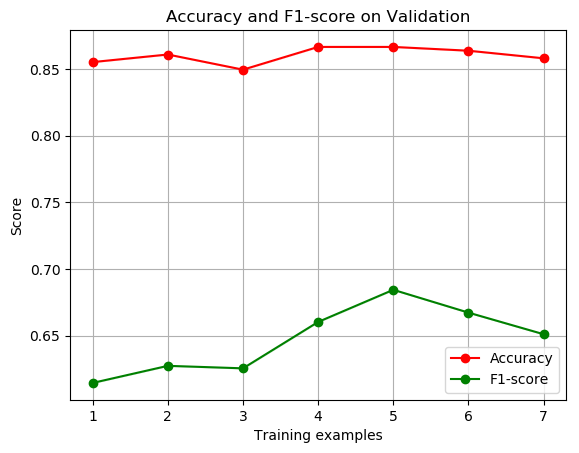 Accuracy and F1-score on Validation
Score
0.85
0.80
0.75
0.70
0.65
Accuracy
F1-score
1 2 3 4 5 6 7
Training examples